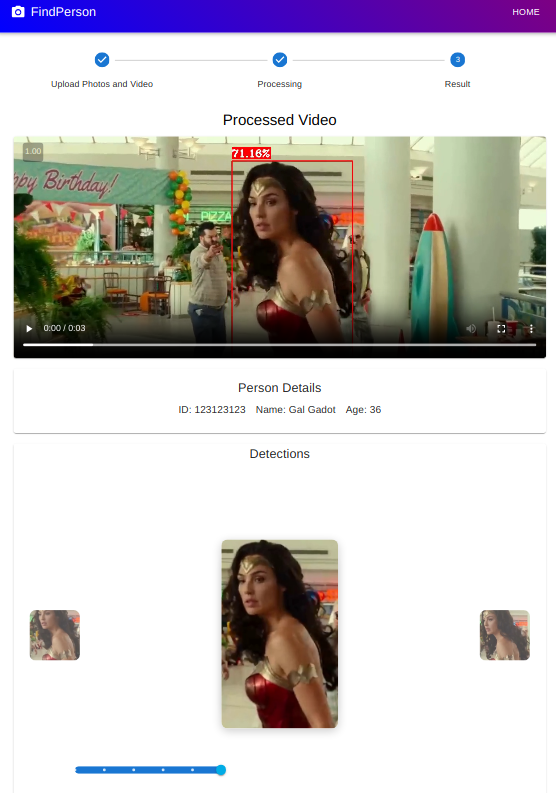 FindPerson HOME
3
Upload Photos and Video Processing Result
Processed Video
1.00
71.16%
ppy Birthday!
PIZZA
0:00 / 0:03
Person Details
ID: 123123123 Name: Gal Gadot Age: 36
Detections